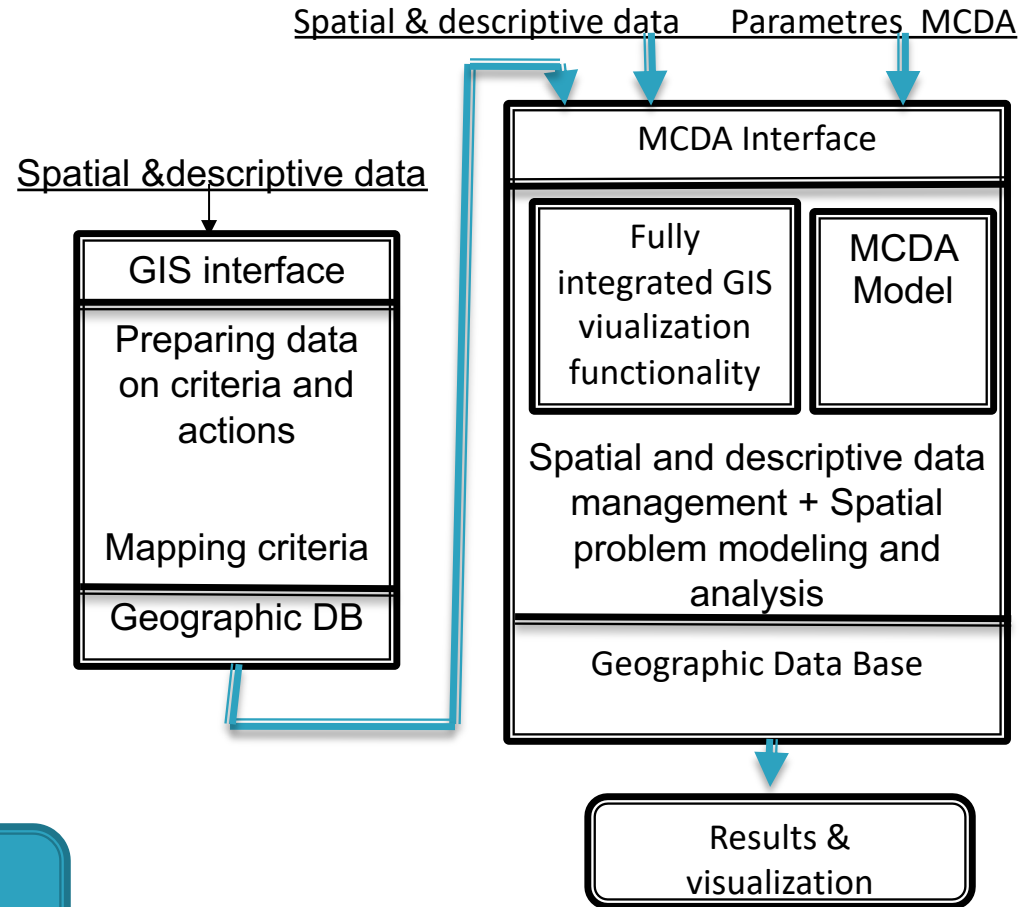 Spatial & descriptive data Parametres MCDA
Spatial &descriptive data
GIS interface
Preparing data
on criteria and
actions
Mapping criteria
Geographic DB
MCDA Interface
Fully
integrated GIS
viualization
functionality
MCDA
Model
Spatial and descriptive data
management + Spatial
problem modeling and
analysis
Geographic Data Base
Results &
visualization